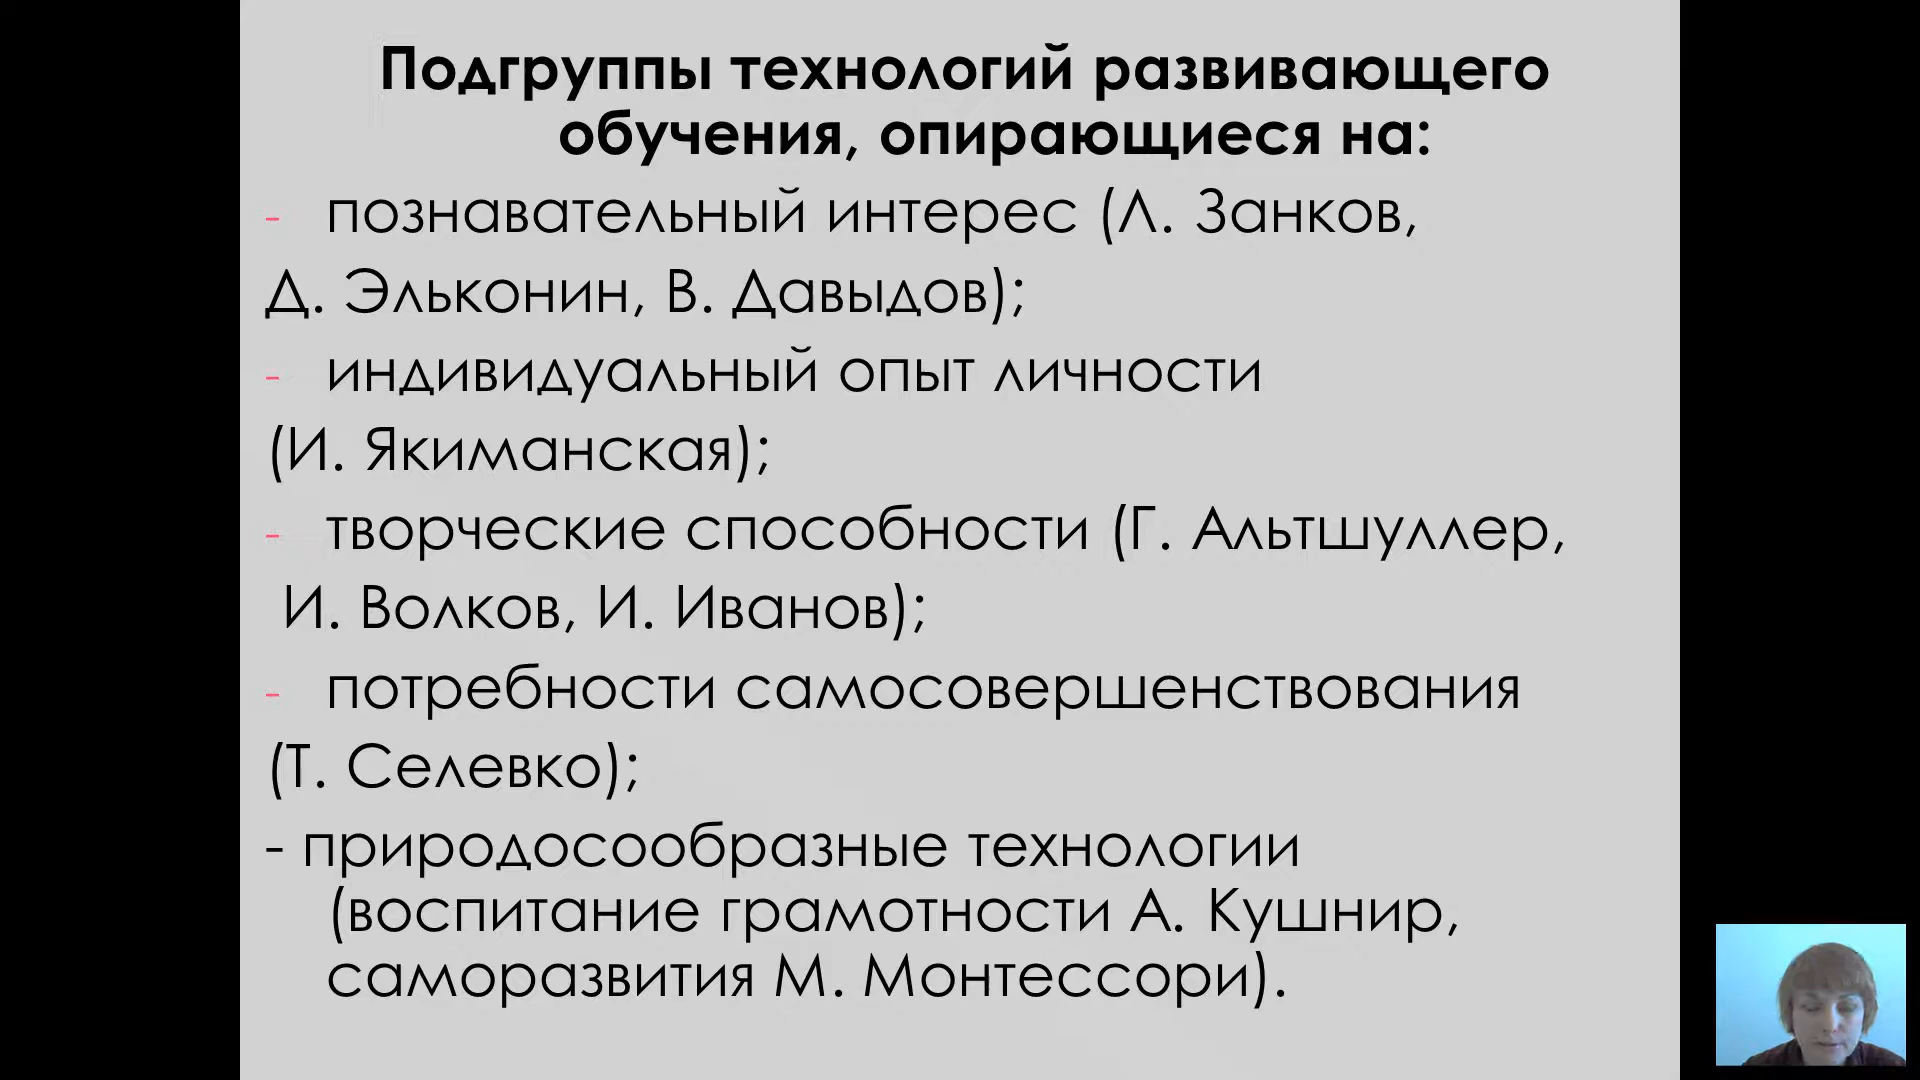 Подгруппы технологий развивающего
обучения, опирающиеся на:
- познавательный интерес (Л. Занков,
Д. Эльконин, В. Давыдов);
- индивидуальный опыт личности
(И. Якиманская);
- творческие способности (Г. Альтшуллер,
И. Волков, И. Иванов);
- потребности самосовершенствования
(Т. Селевко);
- природосообразные технологии
(воспитание грамотности А. Кушнир,
саморазвития М. Монтессори).